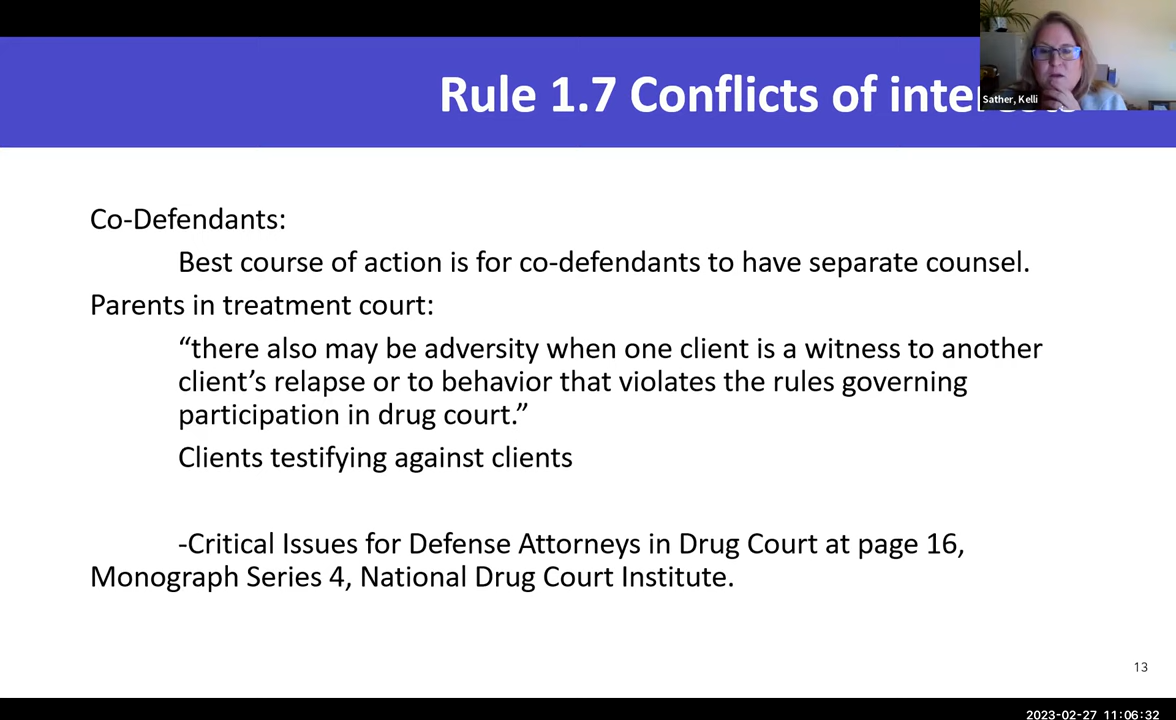 Rule 1.7 Conflicts of
Sather, Kelli
Co-Defendants:
Best course of action is for co-defendants to have separate counsel.
Parents in treatment court:
“there also may be adversity when one client is a witness to another
client’s relapse or to behavior that violates the rules governing
participation in drug court.”
Clients testifying against clients
-Critical Issues for Defense Attorneys in Drug Court at page 16,
Monograph Series 4, National Drug Court Institute.
13
2023-02-27 11:06:32